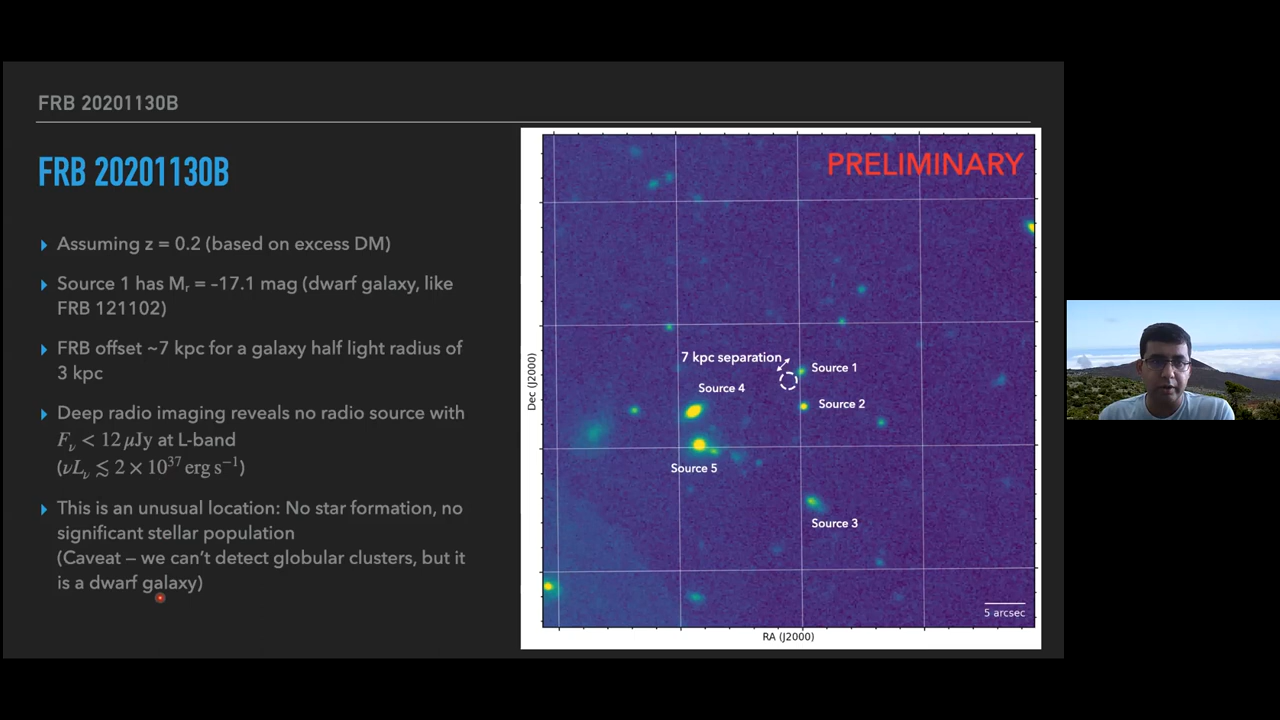 FRB 20201130B
FRB 20201130B
Assuming z = 0.2 (based on excess DM)
Source 1 has Mᵣ = –17.1 mag (dwarf galaxy, like
FRB 121102)
FRB offset ~7 kpc for a galaxy half light radius of
3 kpc
Deep radio imaging reveals no radio source with
F_ν < 12 μJy at L-band
(νL_ν ≲ 2 × 10³⁷ erg s⁻¹)
This is an unusual location: No star formation, no
significant stellar population
(Caveat – we can't detect globular clusters, but it
is a dwarf galaxy)
PRELIMINARY
7 kpc separation
Source 1
Source 4
Source 2
Source 5
Source 3
5 arcsec
Dec (J2000)
RA (J2000)